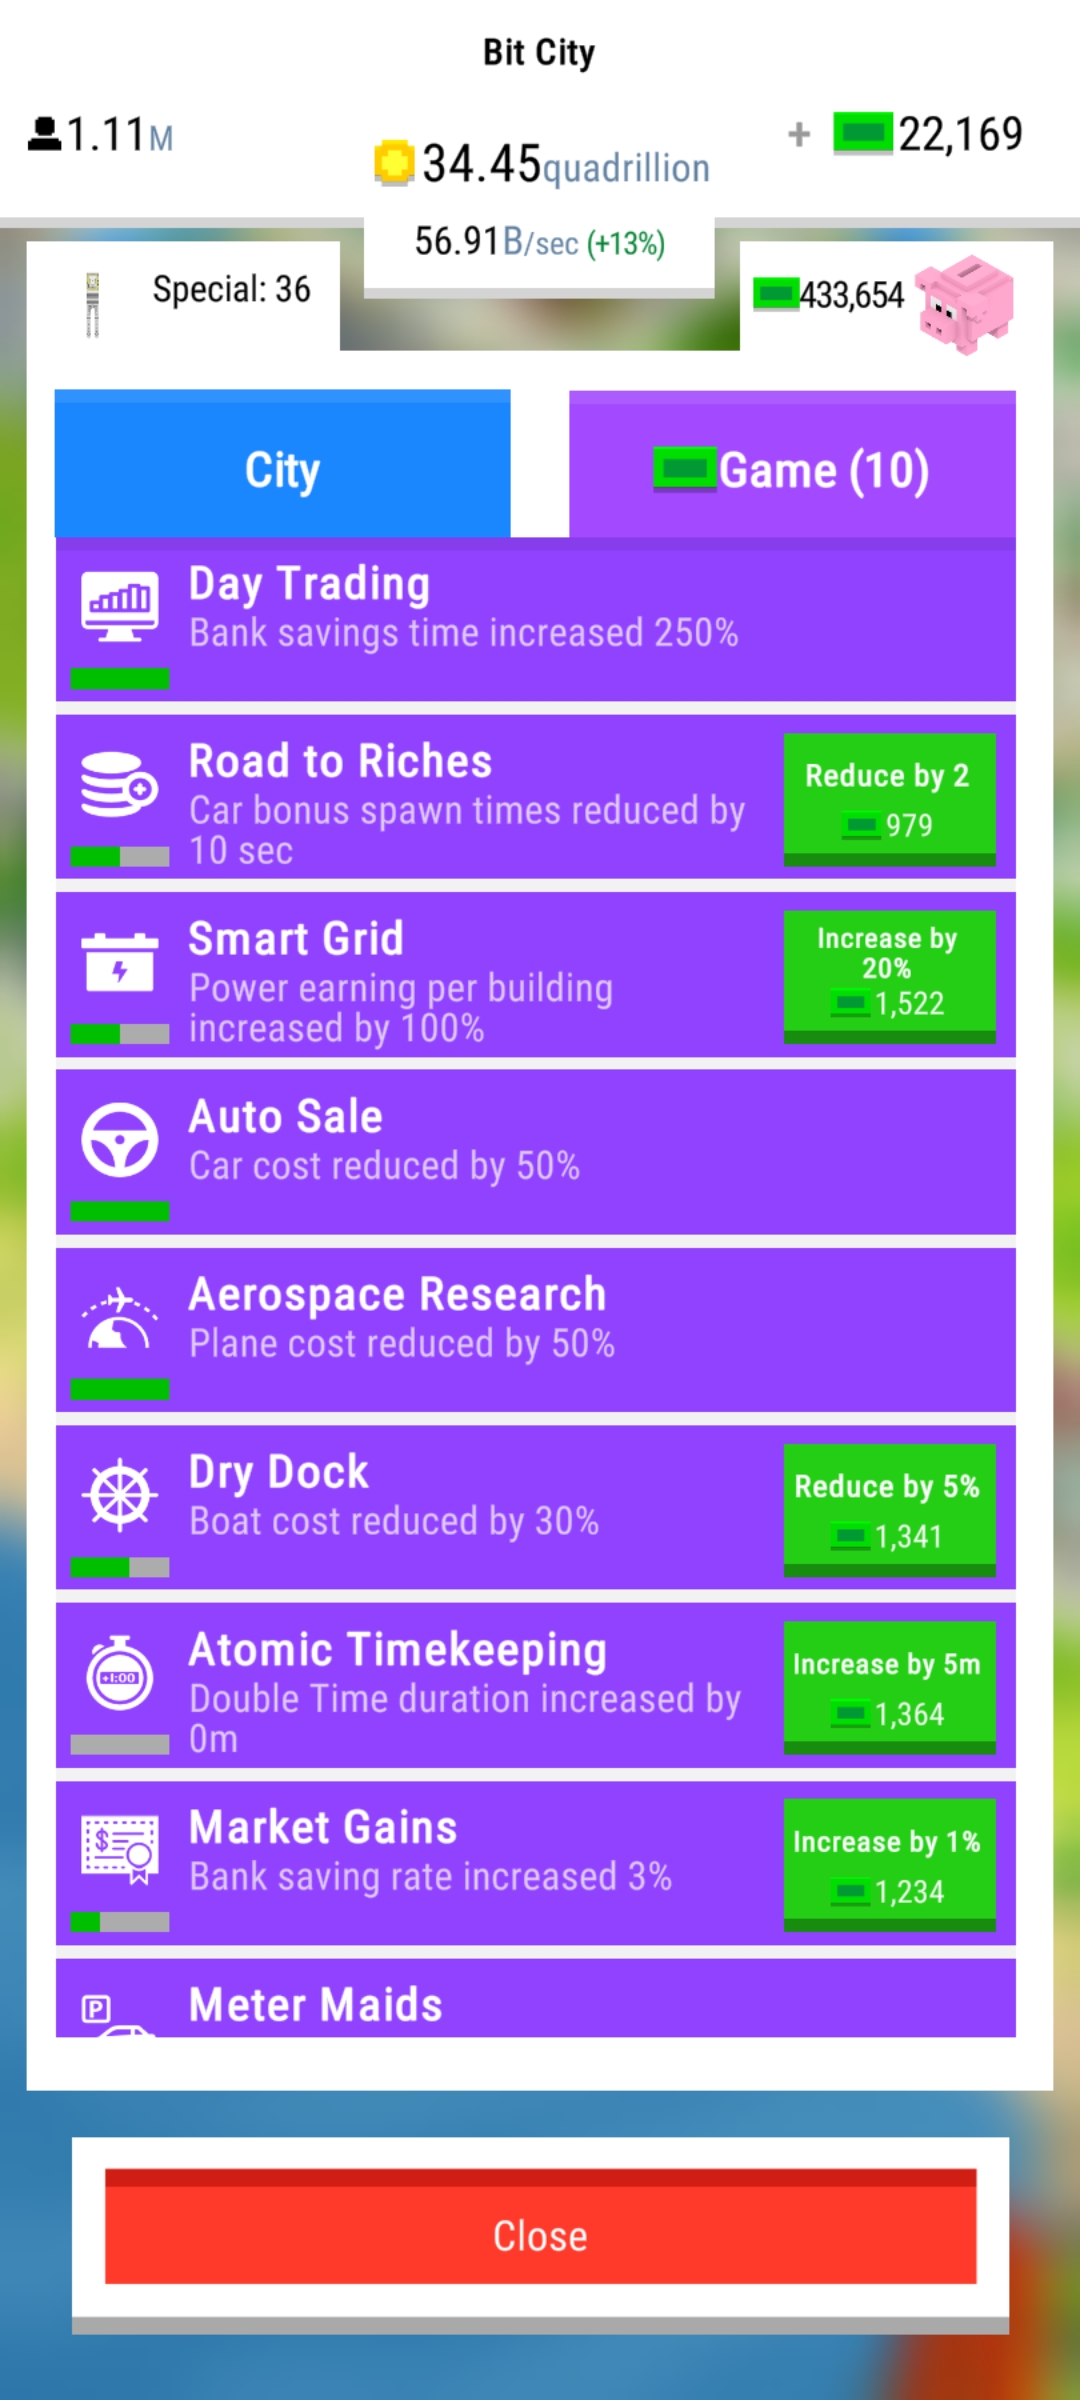 Bit City
1.11M
34.45quadrillion
+ 22,169
56.91B/sec (+13%)
Special: 36
433,654
City
Game (10)
Day Trading
Bank savings time increased 250%
Road to Riches
Car bonus spawn times reduced by
10 sec
Reduce by 2
979
Smart Grid
Power earning per building
increased by 100%
Increase by
20%
1,522
Auto Sale
Car cost reduced by 50%
Aerospace Research
Plane cost reduced by 50%
Dry Dock
Boat cost reduced by 30%
Reduce by 5%
1,341
+1:00
Atomic Timekeeping
Double Time duration increased by
0m
Increase by 5m
1,364
$
Market Gains
Bank saving rate increased 3%
Increase by 1%
1,234
P
Meter Maids
Close